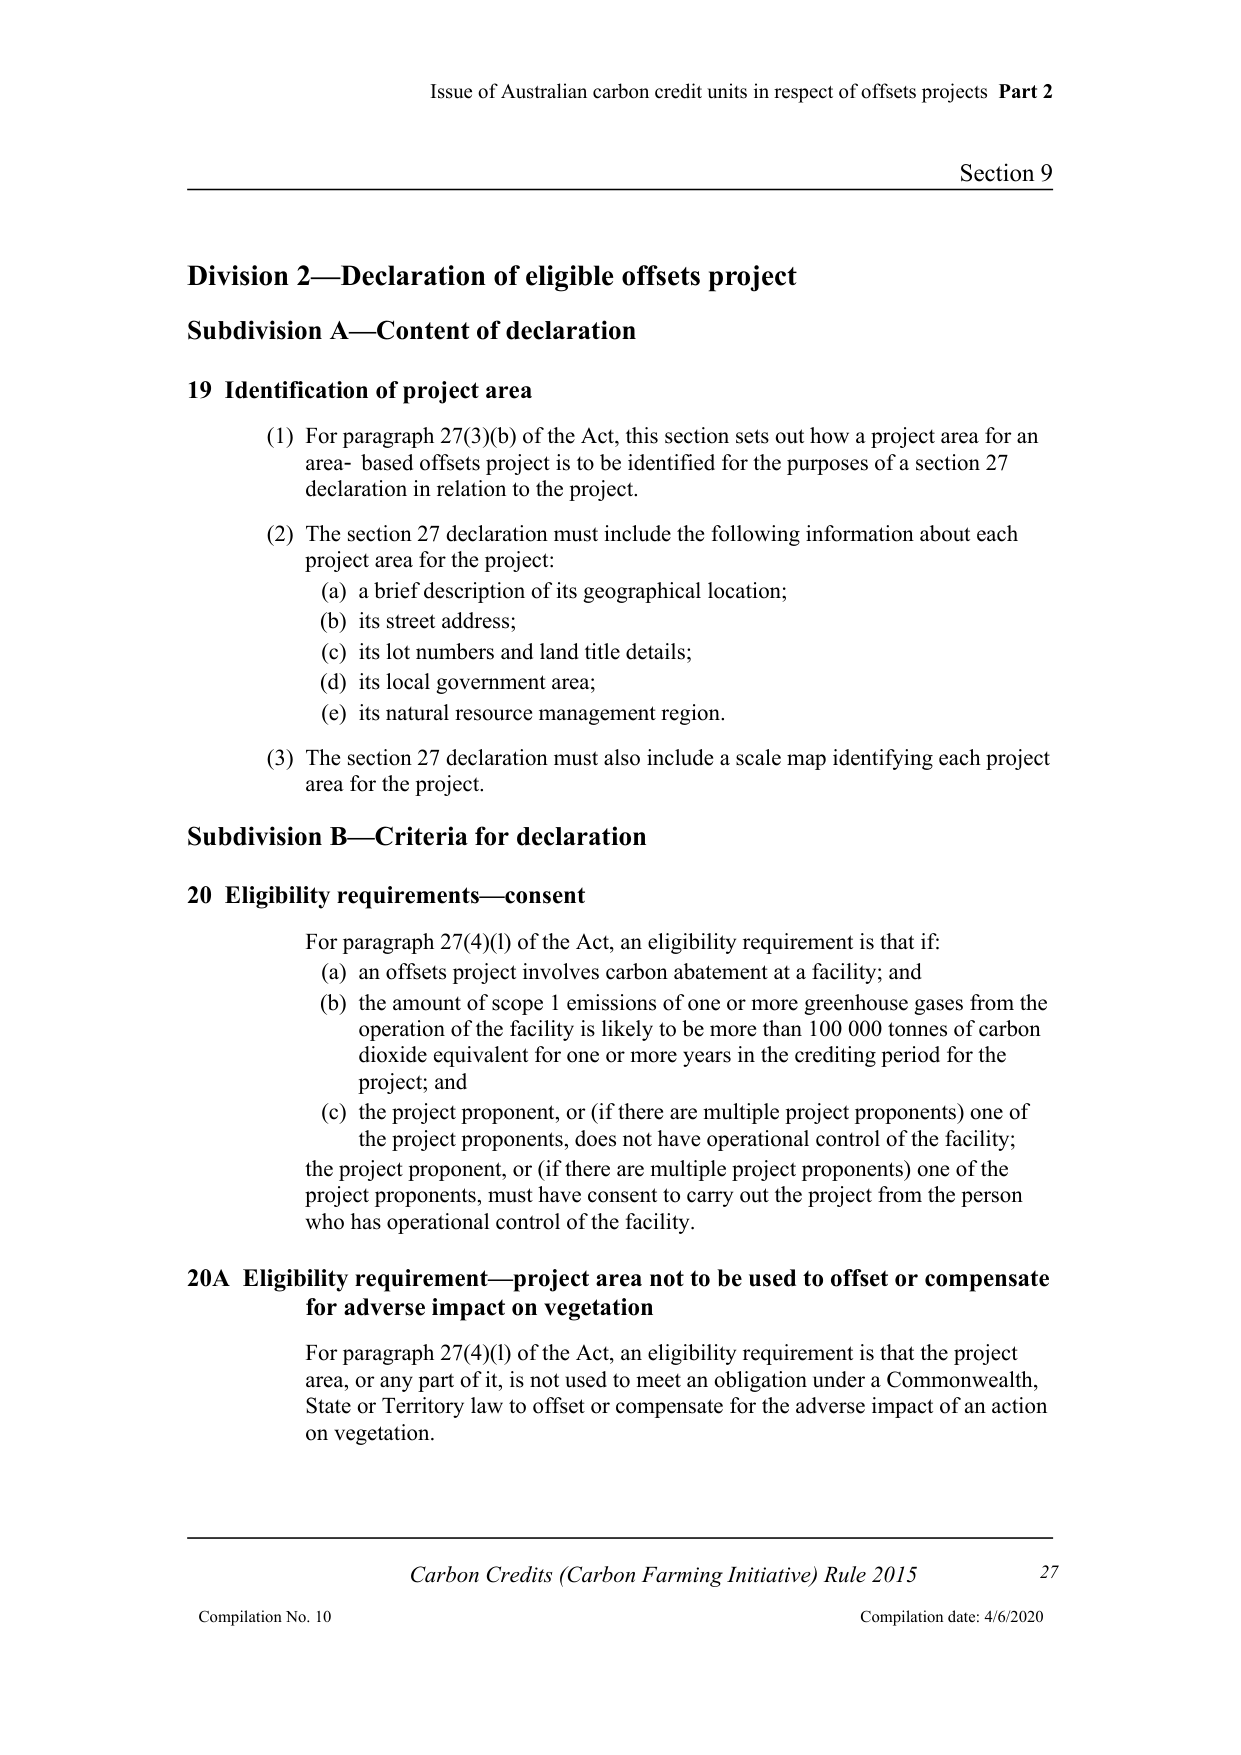 Issue of Australian carbon credit units in respect of offsets projects Part 2
Section 9
Division 2—Declaration of eligible offsets project
Subdivision A—Content of declaration
19 Identification of project area
(1) For paragraph 27(3)(b) of the Act, this section sets out how a project area for an
area- based offsets project is to be identified for the purposes of a section 27
declaration in relation to the project.
(2) The section 27 declaration must include the following information about each
project area for the project:
(a) a brief description of its geographical location;
(b) its street address;
(c) its lot numbers and land title details;
(d) its local government area;
(e) its natural resource management region.
(3) The section 27 declaration must also include a scale map identifying each project
area for the project.
Subdivision B—Criteria for declaration
20 Eligibility requirements—consent
For paragraph 27(4)(l) of the Act, an eligibility requirement is that if:
(a) an offsets project involves carbon abatement at a facility; and
(b) the amount of scope 1 emissions of one or more greenhouse gases from the
operation of the facility is likely to be more than 100 000 tonnes of carbon
dioxide equivalent for one or more years in the crediting period for the
project; and
(c) the project proponent, or (if there are multiple project proponents) one of
the project proponents, does not have operational control of the facility;
the project proponent, or (if there are multiple project proponents) one of the
project proponents, must have consent to carry out the project from the person
who has operational control of the facility.
20A Eligibility requirement—project area not to be used to offset or compensate
for adverse impact on vegetation
For paragraph 27(4)(l) of the Act, an eligibility requirement is that the project
area, or any part of it, is not used to meet an obligation under a Commonwealth,
State or Territory law to offset or compensate for the adverse impact of an action
on vegetation.
Carbon Credits (Carbon Farming Initiative) Rule 2015 27
Compilation No. 10 Compilation date: 4/6/2020